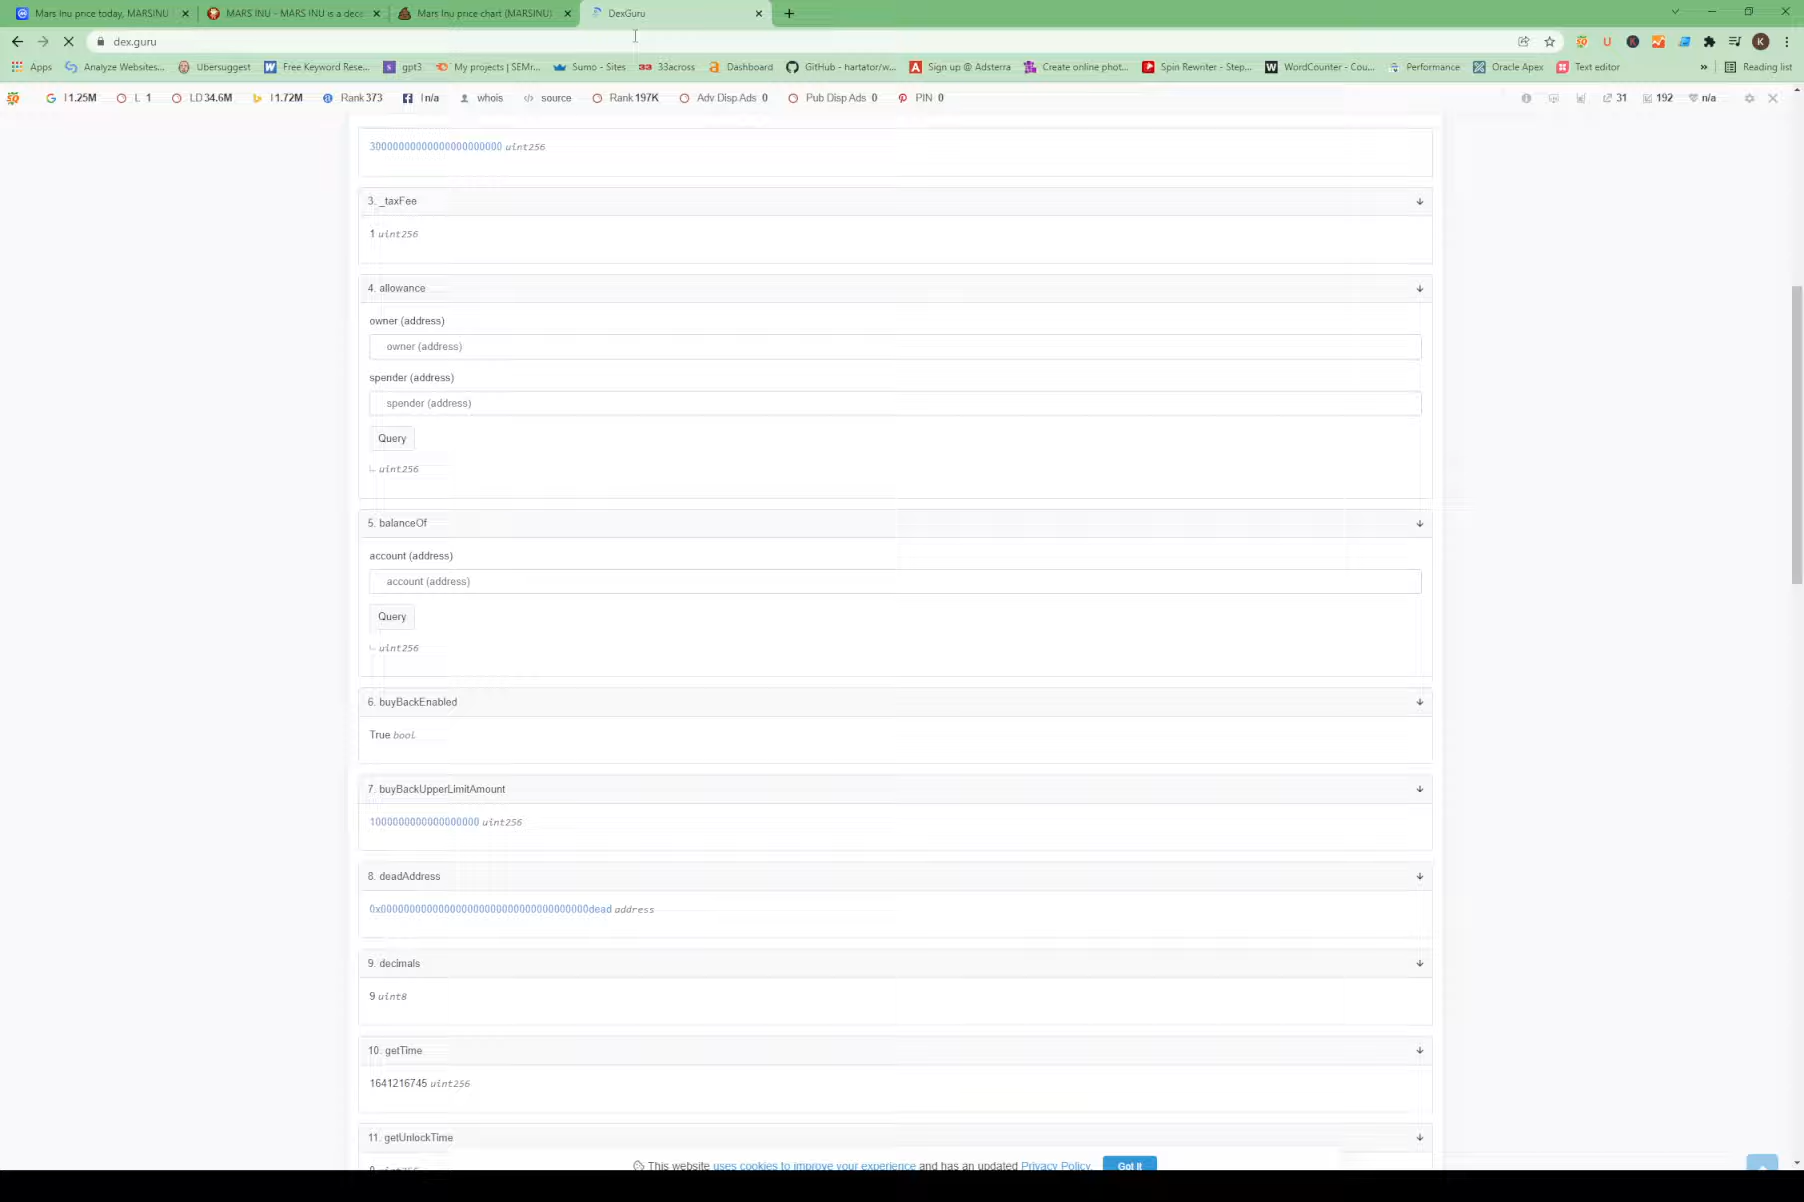 Mars Inu price today, MARSINU
MARS INU - MARS INU is a dece
Mars Inu price chart (MARSINU)
DexGuru
dex.guru
Apps
Analyze Websites...
Ubersuggest
Free Keyword Rese...
gpt3
My projects | SEMr...
Sumo - Sites
33across
Dashboard
GitHub - hartator/w...
Sign up @ Adsterra
Create online phot...
Spin Rewriter - Step...
WordCounter - Cou...
Performance
Oracle Apex
Text editor
Reading list
I 1.25M
L 1
LD 34.6M
I 1.72M
Rank 373
I n/a
whois
source
Rank 197K
Adv Disp Ads 0
Pub Disp Ads 0
PIN 0
31
192
n/a
uint256
3. _taxFee
1 uint256
4. allowance
owner (address)
owner (address)
spender (address)
spender (address)
Query
uint256
5. balanceOf
account (address)
account (address)
Query
uint256
6. buyBackEnabled
True bool
7. buyBackUpperLimitAmount
1000000000000000000 uint256
8. deadAddress
0x000000000000000000000000000000000000dead address
9. decimals
9 uint8
10. getTime
1641216745 uint256
11. getUnlockTime
0 uint256
This website uses cookies to improve your experience and has an updated Privacy Policy.
Got It